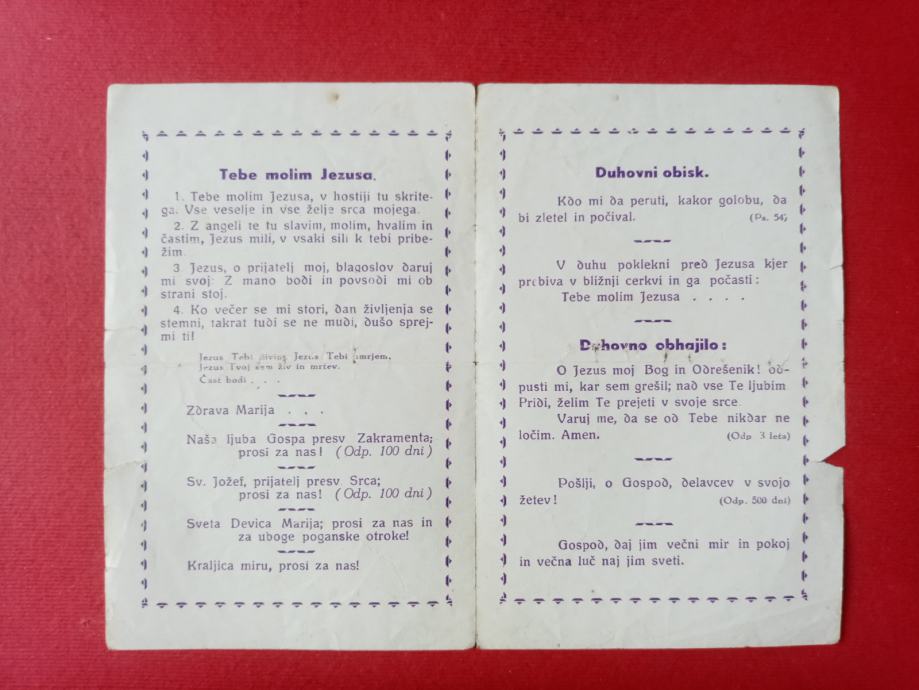 Tebe molim Jezusa.
1. Tebe molim Jezusa, v hostiji tu skrite-
ga. Vse veselje in vse želje srca mojega.
2. Z angeli te tu slavim, molim, hvalim in
častim, Jezus mili, v vsaki sili k tebi pribe-
žim.
3. Jezus, o prijatelj moj, blagoslov daruj
mi svoj: Z mano bodi in povsodi mi ob
strani stoj.
4. Ko večer se mi stori, dan življenja se
stemni, takrat tudi se ne mudi, dušo sprej-
mi ti!
Jezus Tebi živim, Jezus Tebi umrjem,
Jezus Tvoj sem živ in mrtev.
Čast bodi . . .
Zdrava Marija . . .
Naša ljuba Gospa presv Zakramenta;
prosi za nas! (Odp. 100 dni)
Sv. Jožef, prijatelj presv Srca;
prosi za nas! (Odp. 100 dni)
Sveta Devica Marija; prosi za nas in
za uboge poganske otroke!
Kraljica miru, prosi za nas!
Duhovni obisk.
Kdo mi da peruti, kakor golobu, da
bi zletel in počival. (Ps. 54)
V duhu poklekni pred Jezusa kjer
prebiva v bližnji cerkvi in ga počasti:
Tebe molim Jezusa . . . .
Duhovno obhajilo:
O Jezus moj Bog in Odrešenik! od-
pusti mi, kar sem grešil; nad vse Te ljubim
Pridi, želim Te prejeti v svoje srce.
Varuj me, da se od Tebe nikdar ne
ločim. Amen. (Odp 3 leta)
Pošlji, o Gospod, delavcev v svojo
žetev! (Odp. 500 dni)
Gospod, daj jim večni mir in pokoj
in večna luč naj jim sveti.